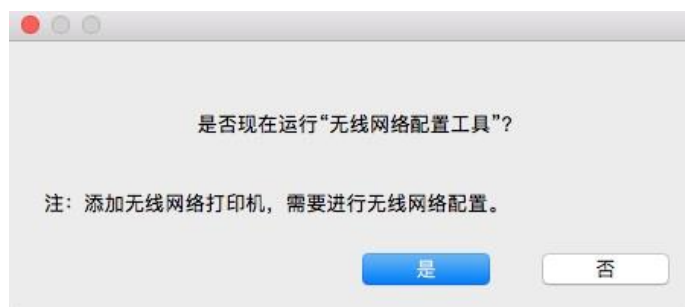 是否现在运行“无线网络配置工具”?
注：添加无线网络打印机，需要进行无线网络配置。
是
否